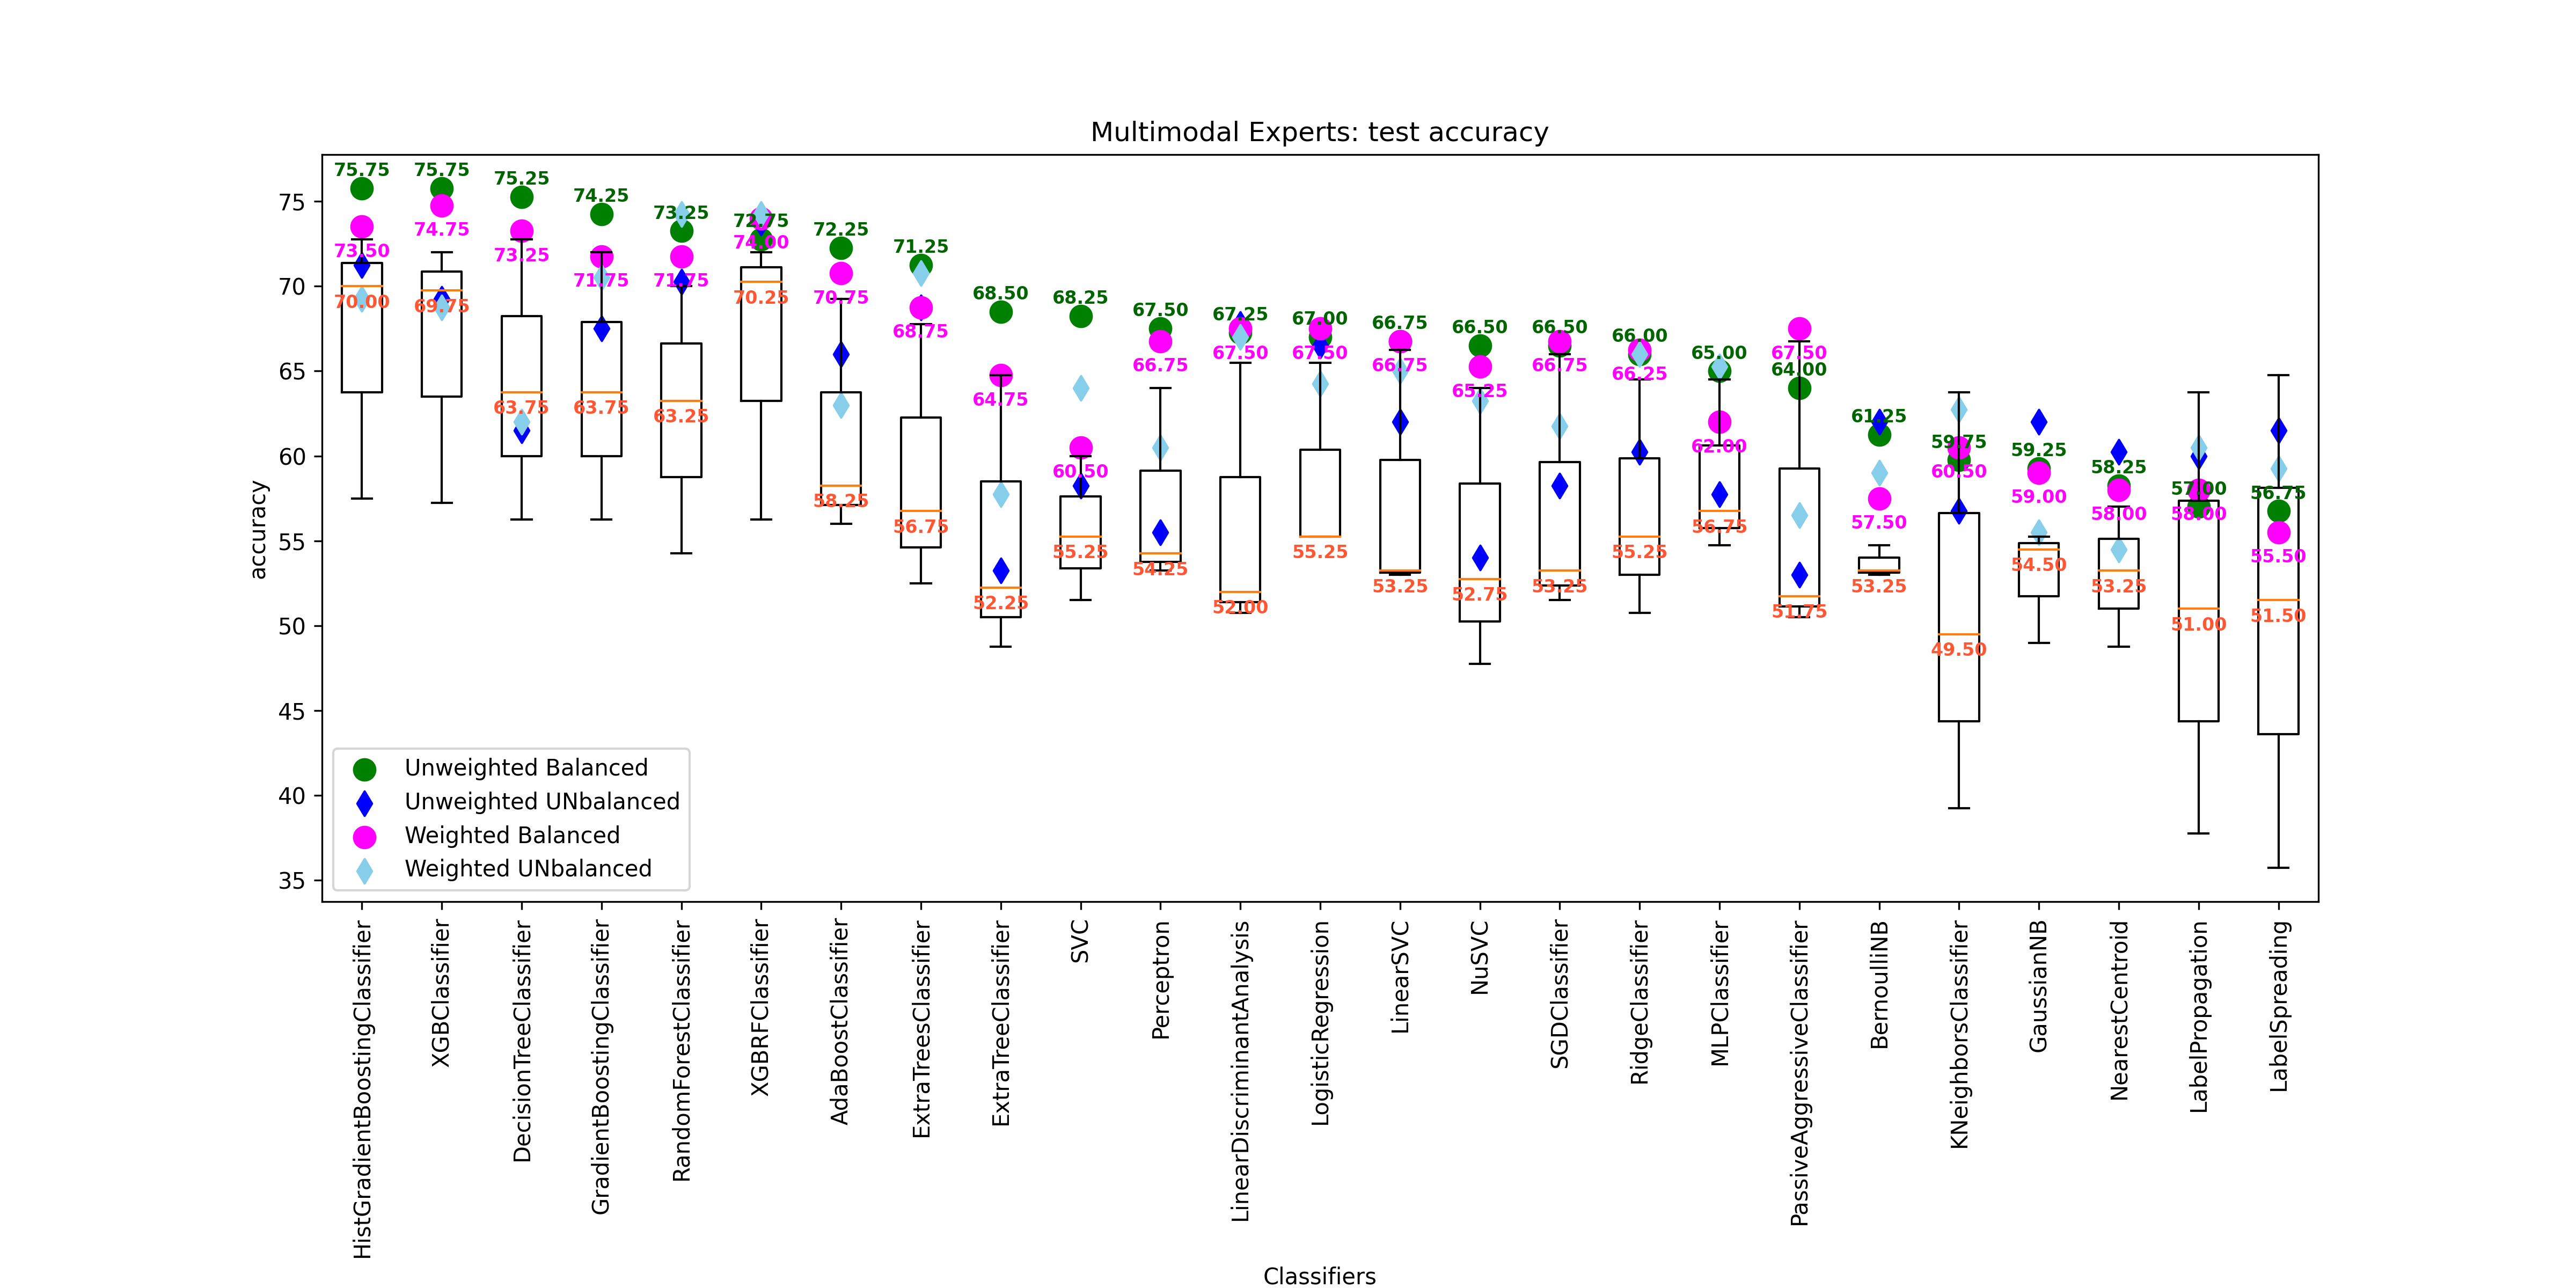 Multimodal Experts: test accuracy
accuracy
75
70
65
60
55
50
45
40
35
75.75
75.75
75.25
74.25
73.25
72.75
72.25
71.25
68.50
68.25
67.50
67.25
67.00
66.75
66.50
66.50
66.00
65.00
64.00
61.25
59.75
59.25
58.25
57.00
56.75
73.50
74.75
73.25
71.75
71.75
74.00
70.75
68.75
64.75
60.50
66.75
67.50
67.50
66.75
65.25
66.75
66.25
62.00
67.50
57.50
60.50
59.00
58.00
58.00
55.50
70.00
69.75
63.75
63.75
63.25
70.25
58.25
56.75
52.25
55.25
54.25
52.00
55.25
53.25
52.75
53.25
55.25
56.75
51.75
53.25
49.50
54.50
53.25
51.00
51.50
Unweighted Balanced
Unweighted UNbalanced
Weighted Balanced
Weighted UNbalanced
HistGradientBoostingClassifier
XGBClassifier
DecisionTreeClassifier
GradientBoostingClassifier
RandomForestClassifier
XGBRFClassifier
AdaBoostClassifier
ExtraTreesClassifier
ExtraTreeClassifier
SVC
Perceptron
LinearDiscriminantAnalysis
LogisticRegression
LinearSVC
NuSVC
SGDClassifier
RidgeClassifier
MLPClassifier
PassiveAggressiveClassifier
BernoulliNB
KNeighborsClassifier
GaussianNB
NearestCentroid
LabelPropagation
LabelSpreading
Classifiers